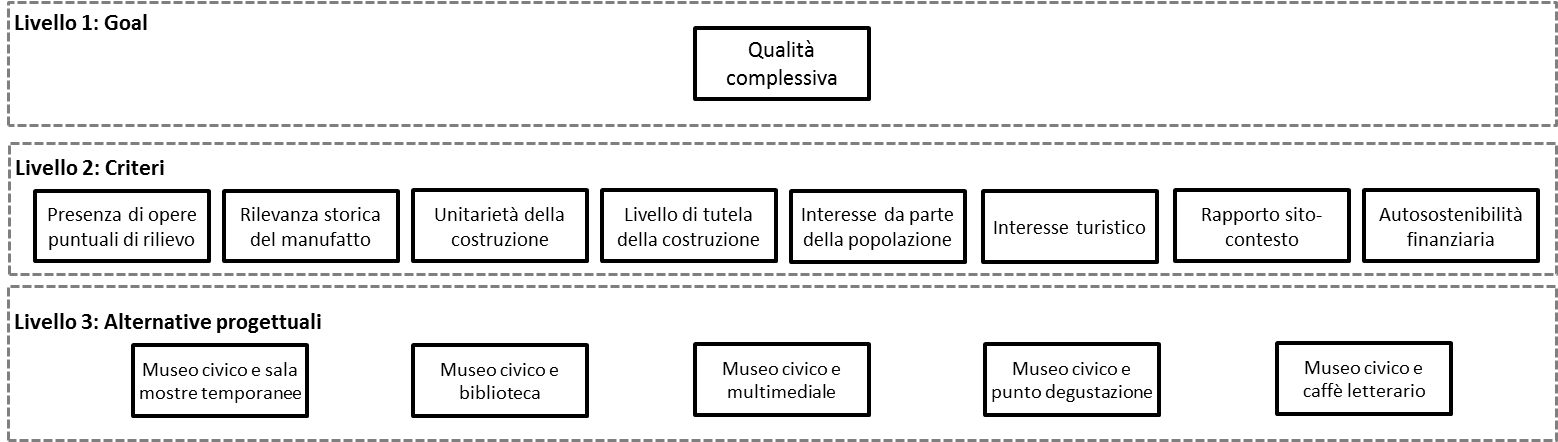 Livello 1: Goal
Qualità
complessiva
Livello 2: Criteri
Presenza di opere
puntuali di rilievo
Rilevanza storica
del manufatto
Unitarietà della
costruzione
Livello di tutela
della costruzione
Interesse da parte
della popolazione
Interesse turistico
Rapporto sito-
contesto
Autosostenibilità
finanziaria
Livello 3: Alternative progettuali
Museo civico e sala
mostre temporanee
Museo civico e
biblioteca
Museo civico e
multimediale
Museo civico e
punto degustazione
Museo civico e
caffè letterario